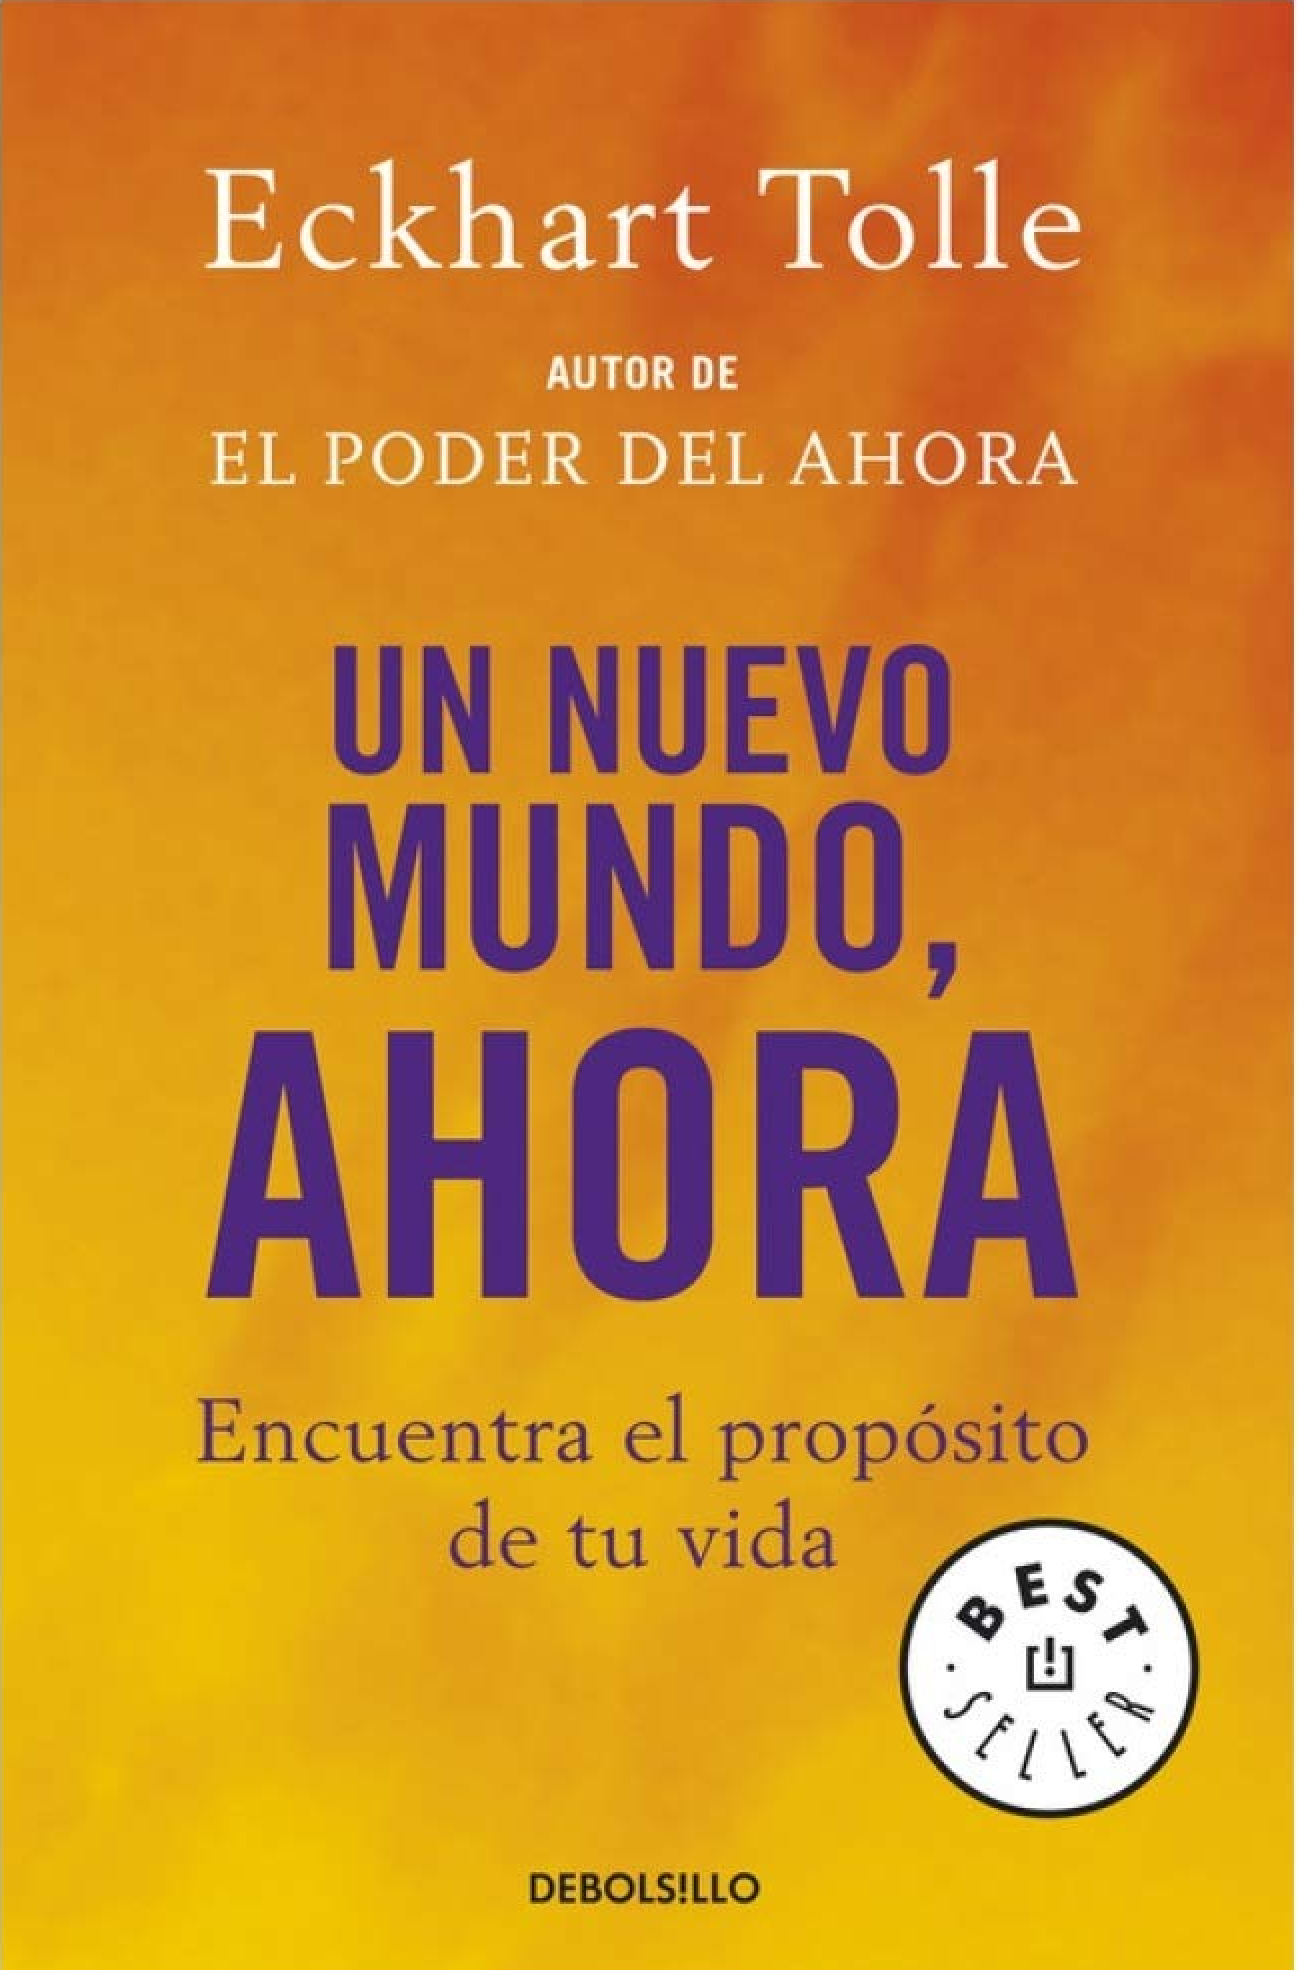 Eckhart Tolle
AUTOR DE
EL PODER DEL AHORA
UN NUEVO
MUNDO,
AHORA
Encuentra el propósito
de tu vida
BEST
SELLER
DEBOLS!LLO